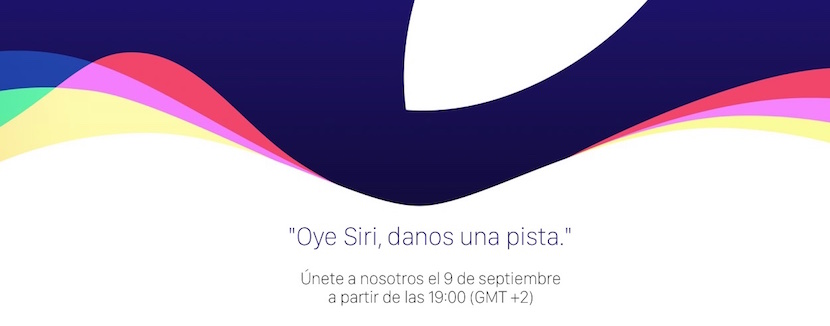 "Oye Siri, danos una pista."
Únete a nosotros el 9 de septiembre
a partir de las 19:00 (GMT +2)